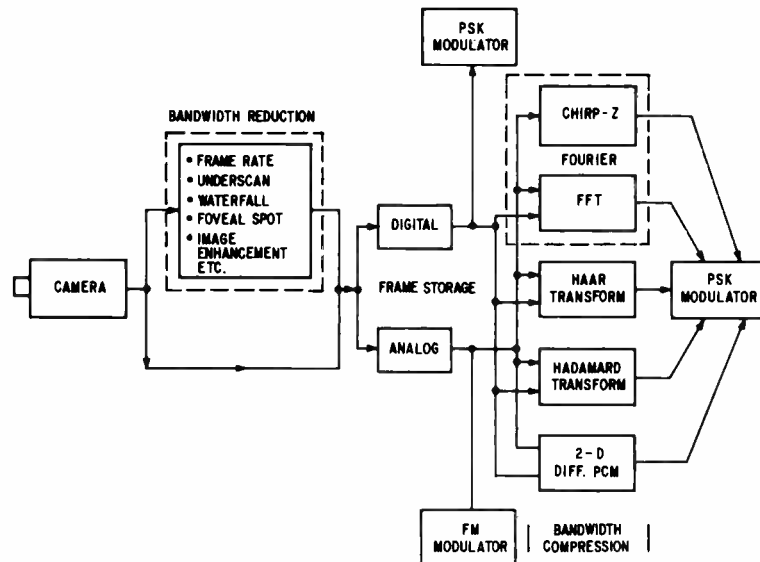 PSK
MODULATOR
BANDWIDTH REDUCTION
• FRAME RATE
• UNDERSCAN
• WATERFALL
• FOVEAL SPOT
• IMAGE
ENHANCEMENT
ETC.
CAMERA
DIGITAL
FRAME STORAGE
ANALOG
CHIRP-Z
FOURIER
FFT
HAAR
TRANSFORM
HADAMARD
TRANSFORM
2-D
DIFF. PCM
PSK
MODULATOR
FM
MODULATOR
BANDWIDTH
COMPRESSION